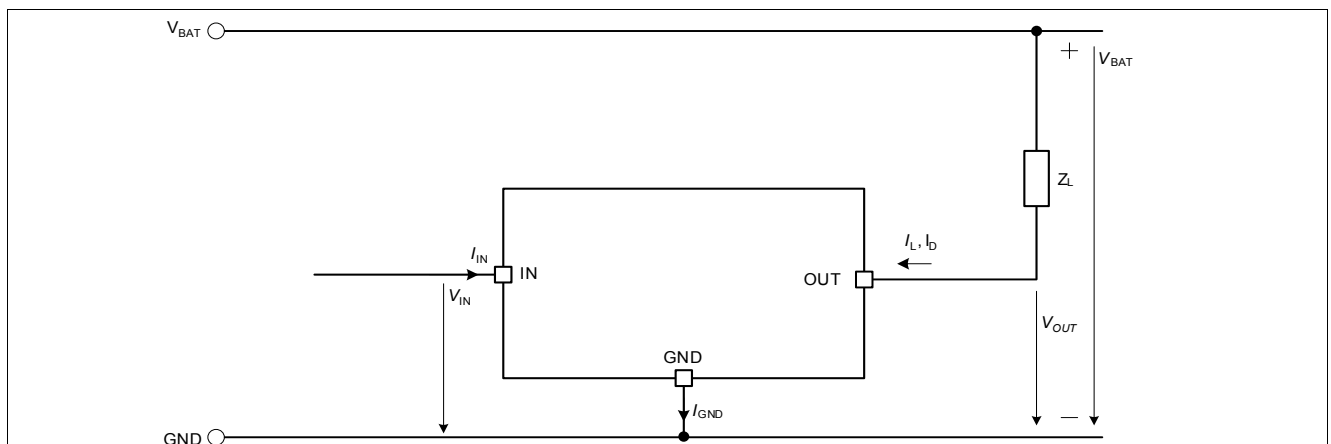 VBAT
+
VBAT
ZL
IL, ID
IIN
IN
OUT
VIN
VOUT
GND
IGND
–
GND